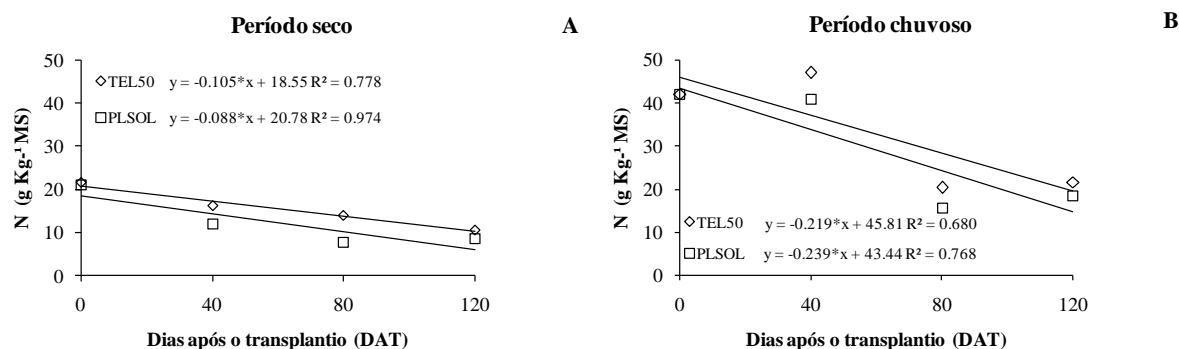 Período seco
A
50
40
30
20
10
0
N (g Kg-¹ MS)
TEL50 y = -0.105*x + 18.55 R² = 0.778
PLSOL y = -0.088*x + 20.78 R² = 0.974
0 40 80 120
Dias após o transplantio (DAT)
Período chuvoso
B
50
40
30
20
10
0
N (g Kg-¹ MS)
TEL50 y = -0.219*x + 45.81 R² = 0.680
PLSOL y = -0.239*x + 43.44 R² = 0.768
0 40 80 120
Dias após o transplantio (DAT)